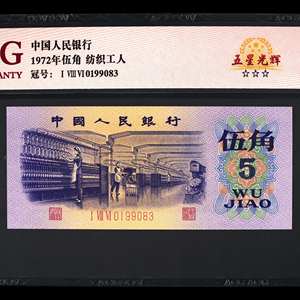 G
ANTY
中国人民银行
1972年伍角 纺织工人
冠号: I VIII VI 0199083
五星光辉
☆☆☆
中國人民銀行
伍角
5
WU
JIAO
I VIII VI 0199083